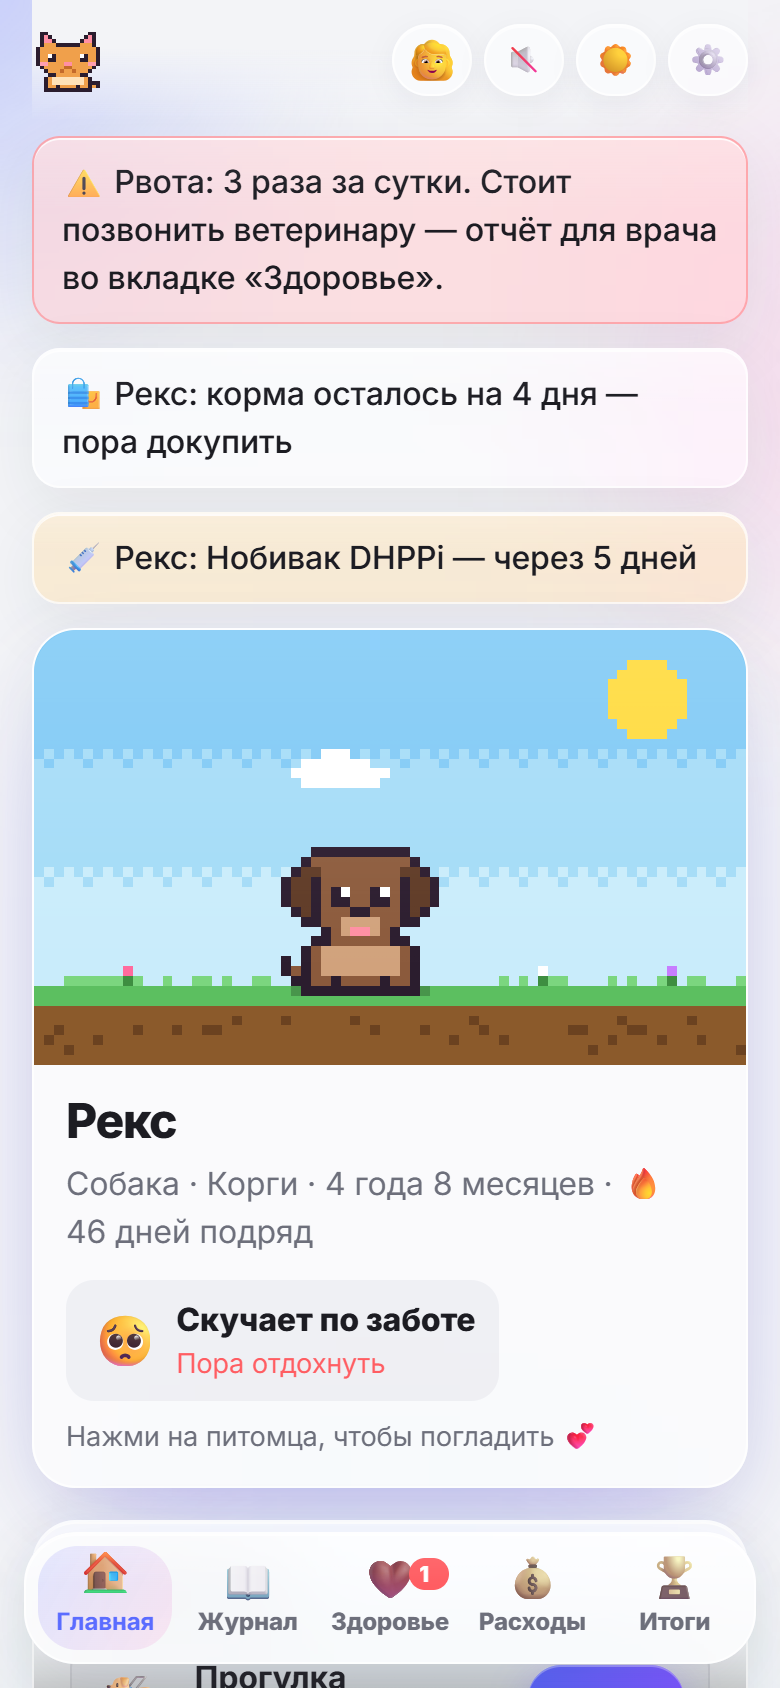 Рвота: 3 раза за сутки. Стоит
позвонить ветеринару — отчёт для врача
во вкладке «Здоровье».
Рекс: корма осталось на 4 дня —
пора докупить
Рекс: Нобивак DHPPi — через 5 дней
Рекс
Собака · Корги · 4 года 8 месяцев ·
46 дней подряд
Скучает по заботе
Пора отдохнуть
Нажми на питомца, чтобы погладить
1
Главная Журнал Здоровье Расходы Итоги
Прогулка